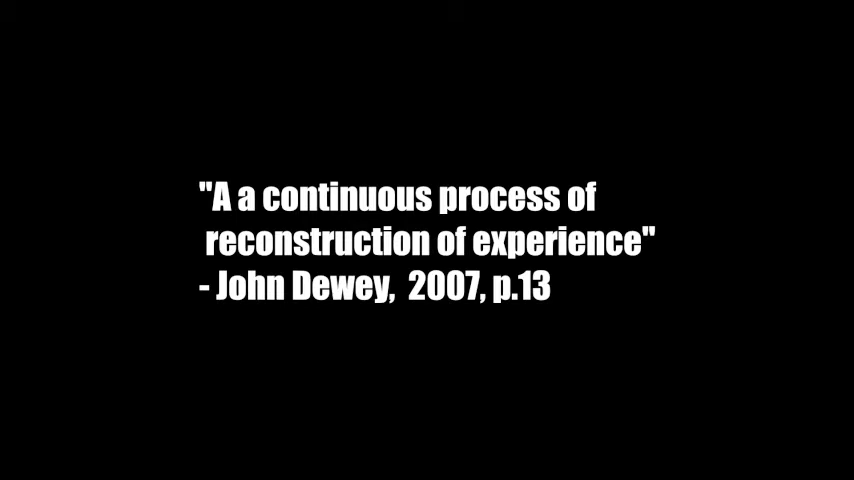 "A a continuous process of
reconstruction of experience"
- John Dewey,  2007, p.13